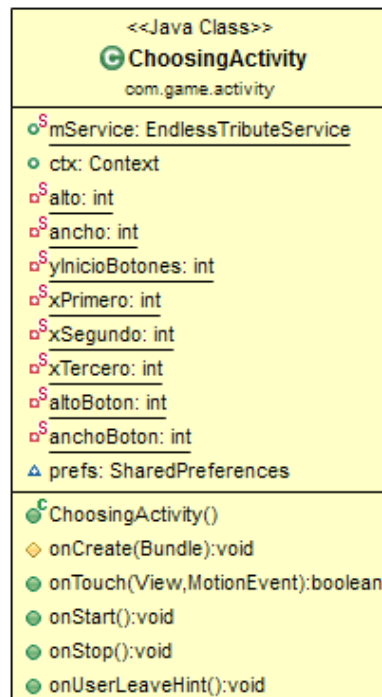 <<Java Class>>
C ChoosingActivity
com.game.activity
S mService: EndlessTributeService
ctx: Context
S alto: int
S ancho: int
S yInicioBotones: int
S xPrimero: int
S xSegundo: int
S xTercero: int
S altoBoton: int
S anchoBoton: int
prefs: SharedPreferences
C ChoosingActivity()
onCreate(Bundle):void
onTouch(View,MotionEvent):boolean
onStart():void
onStop():void
onUserLeaveHint():void